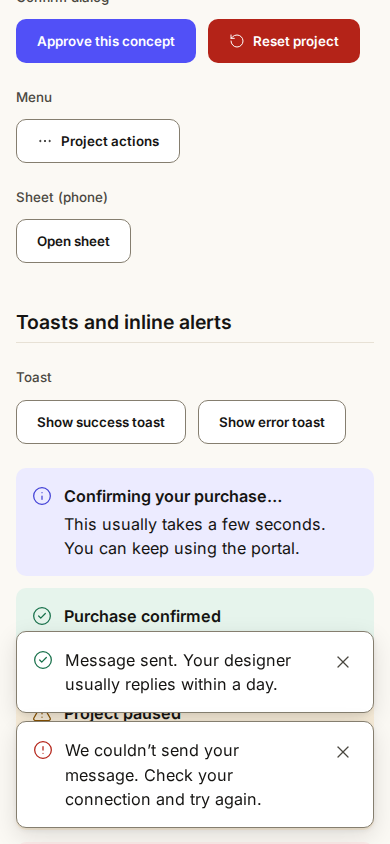 Confirm dialog
Approve this concept
Reset project
Menu
Project actions
Sheet (phone)
Open sheet
Toasts and inline alerts
Toast
Show success toast
Show error toast
Confirming your purchase…
This usually takes a few seconds.
You can keep using the portal.
Purchase confirmed
Message sent. Your designer
usually replies within a day.
Project paused
We couldn’t send your
message. Check your
connection and try again.